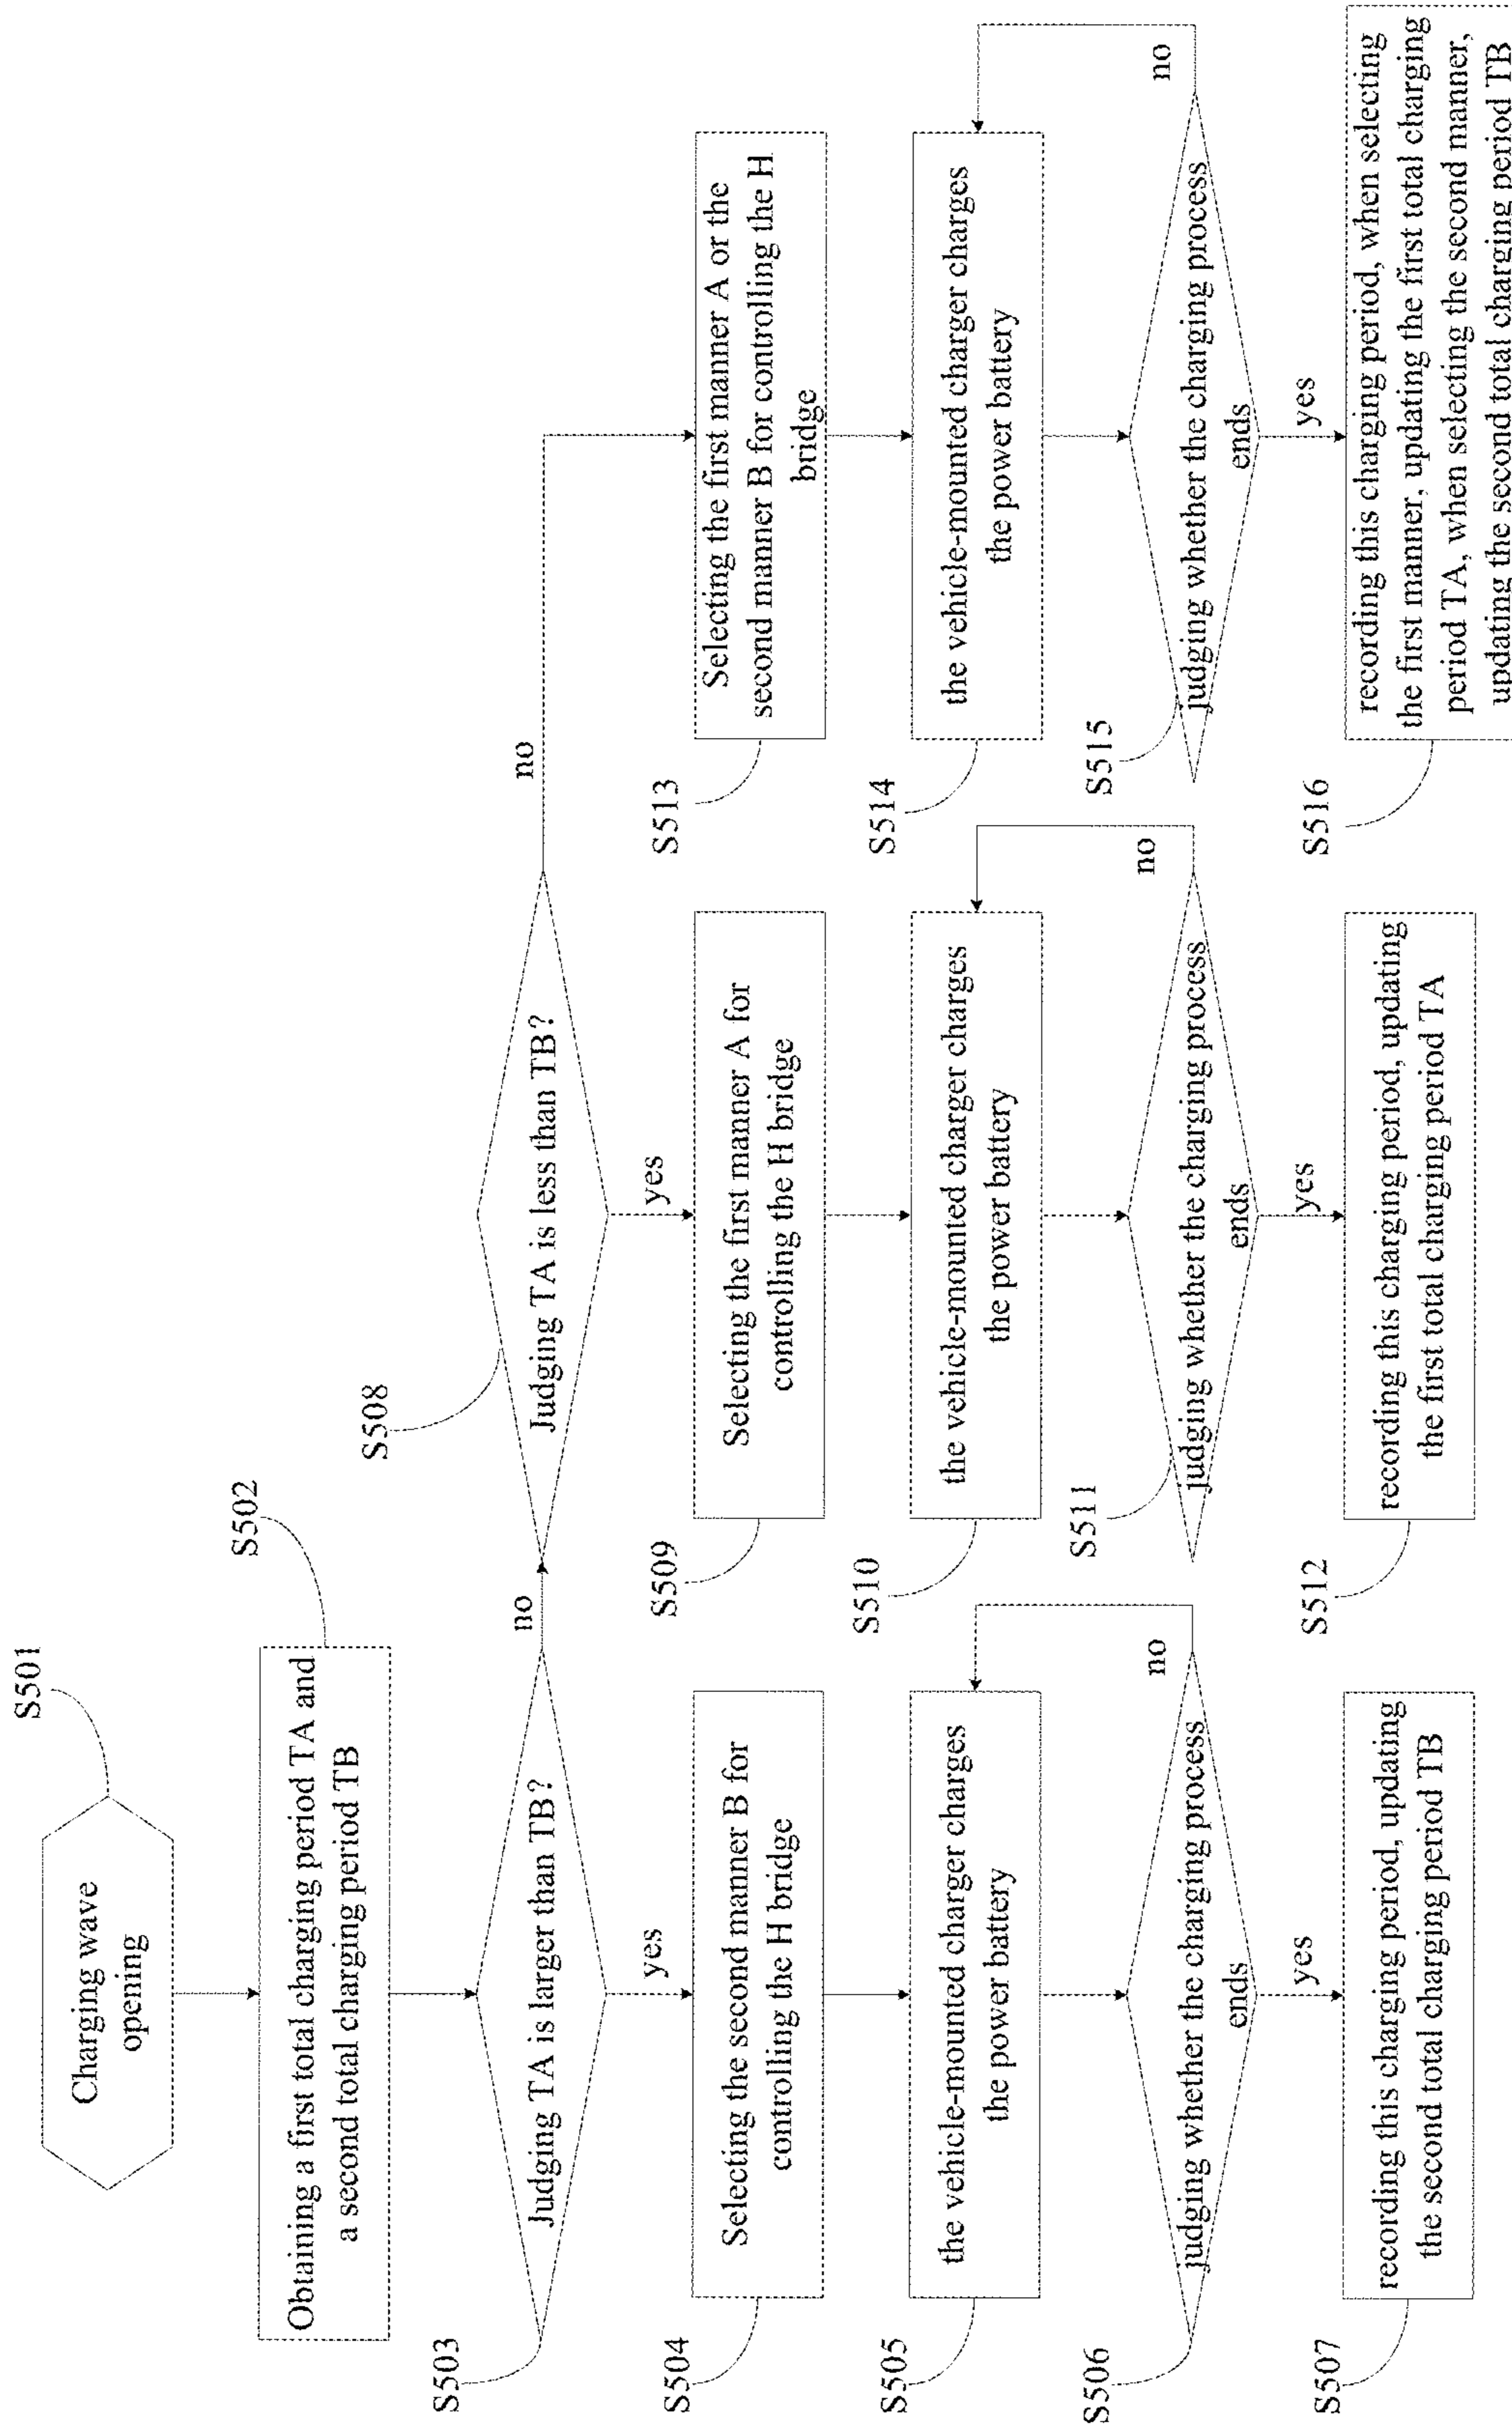 S501
Charging wave
opening
S502
Obtaining a first total charging period TA and
a second total charging period TB
S503
Judging TA is larger than TB?
no
yes
S504
Selecting the second manner B for
controlling the H bridge
S505
the vehicle-mounted charger charges
the power battery
S506
judging whether the charging process
ends
no
yes
S507
recording this charging period, updating
the second total charging period TB
S508
Judging TA is less than TB?
no
yes
S509
Selecting the first manner A for
controlling the H bridge
S510
the vehicle-mounted charger charges
the power battery
S511
judging whether the charging process
ends
no
yes
S512
recording this charging period, updating
the first total charging period TA
S513
Selecting the first manner A or the
second manner B for controlling the H
bridge
S514
the vehicle-mounted charger charges
the power battery
S515
judging whether the charging process
ends
no
yes
S516
recording this charging period, when selecting
the first manner, updating the first total charging
period TA, when selecting the second manner,
updating the second total charging period TB